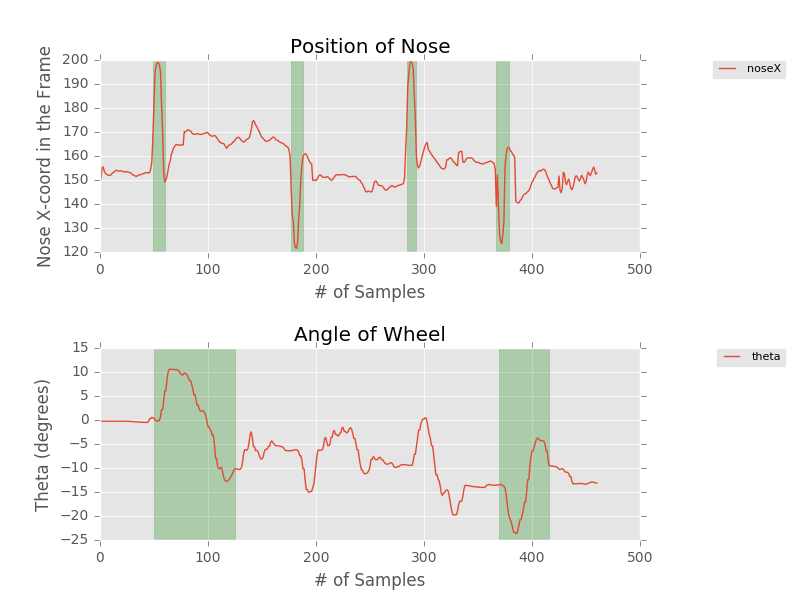 Position of Nose
200
190
180
170
160
150
140
130
120
Nose X-coord in the Frame
0 100 200 300 400 500
# of Samples
noseX
Angle of Wheel
15
10
5
0
−5
−10
−15
−20
−25
Theta (degrees)
0 100 200 300 400 500
# of Samples
theta